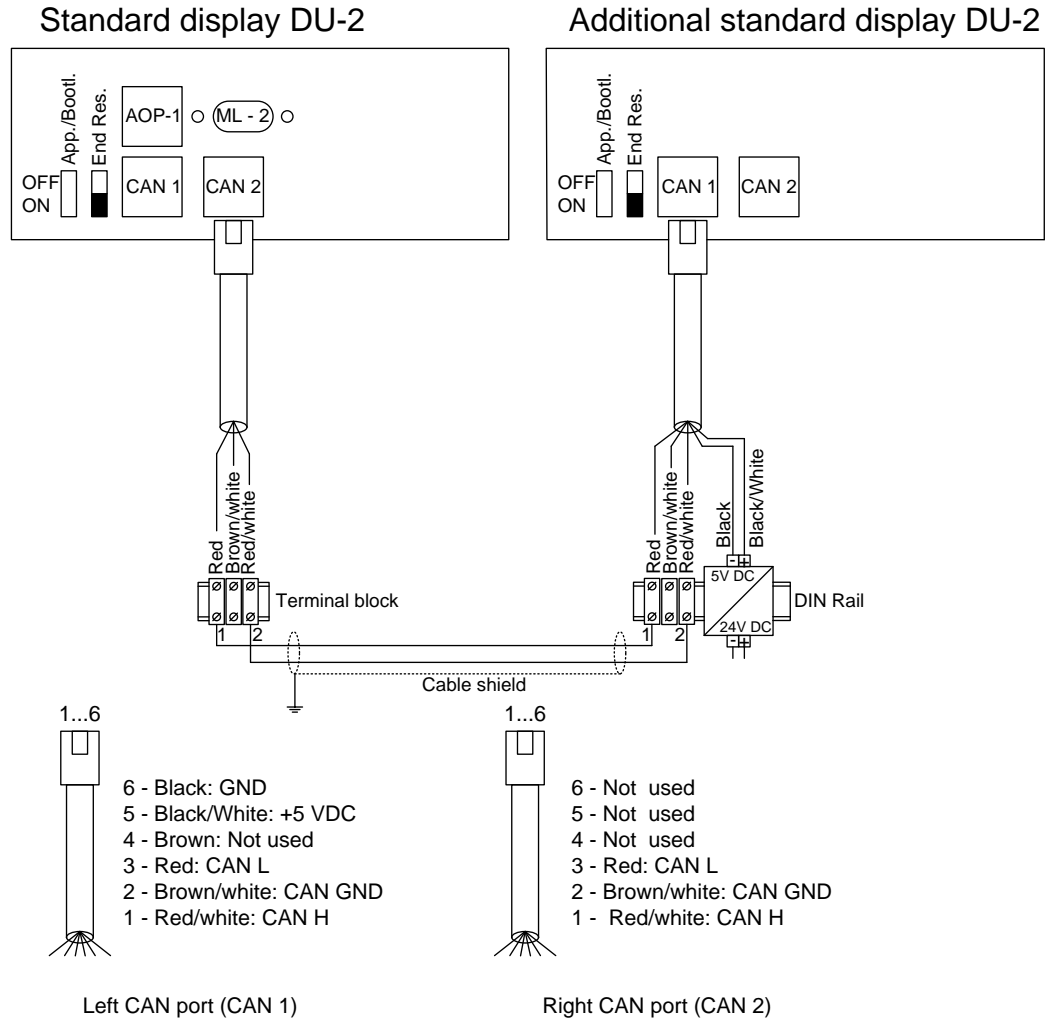 Standard display DU-2
Additional standard display DU-2
App./Bootl.
End Res.
AOP-1
ML - 2
OFF
ON
CAN 1
CAN 2
App./Bootl.
End Res.
OFF
ON
CAN 1
CAN 2
Red
Brown/white
Red/white
Terminal block
1
2
Red
Brown/white
Red/white
Black
Black/White
- +
5V DC
24V DC
- +
DIN Rail
1
2
Cable shield
1...6
6 - Black: GND
5 - Black/White: +5 VDC
4 - Brown: Not used
3 - Red: CAN L
2 - Brown/white: CAN GND
1 - Red/white: CAN H
Left CAN port (CAN 1)
1...6
6 - Not used
5 - Not used
4 - Not used
3 - Red: CAN L
2 - Brown/white: CAN GND
1 - Red/white: CAN H
Right CAN port (CAN 2)